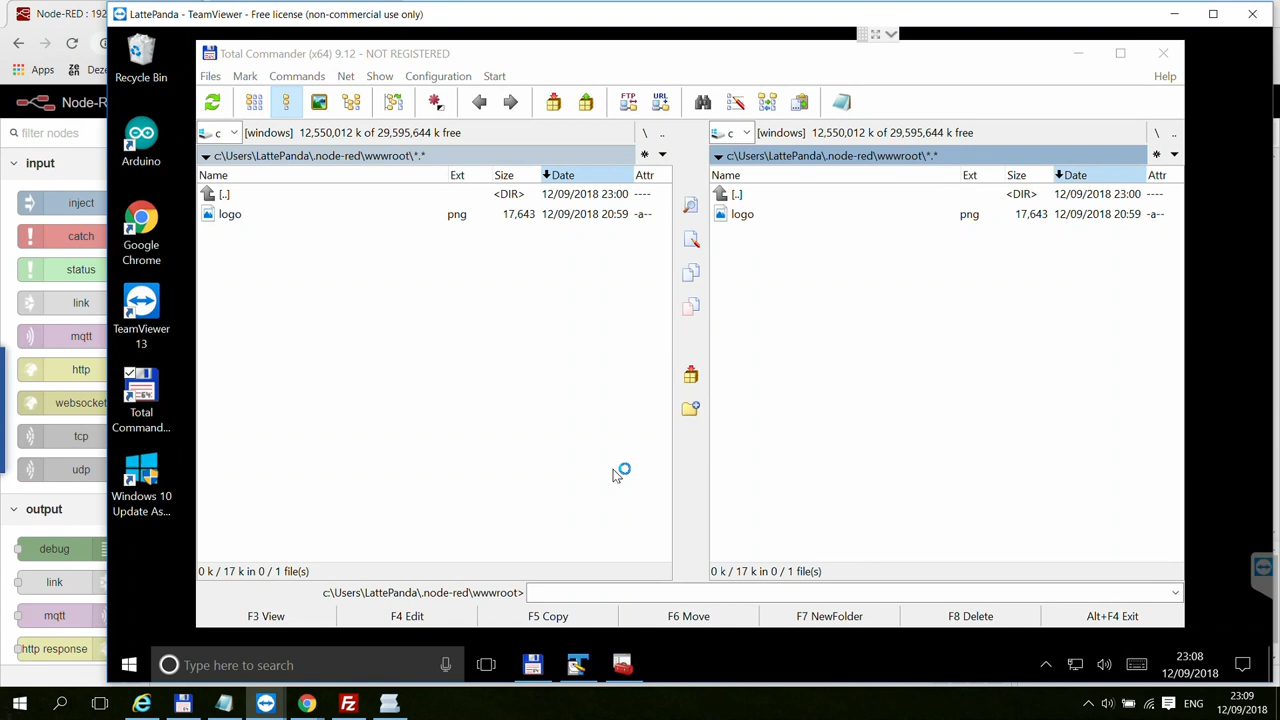 Node-RED : 192
LattePanda - TeamViewer - Free license (non-commercial use only)
Apps
Deze
Node-R
filter nodes
input
inject
catch
status
link
mqtt
http
websocket
tcp
udp
output
debug
link
mqtt
http response
Recycle Bin
Arduino
Google
Chrome
TeamViewer
13
Total
Command...
Windows 10
Update As...
Total Commander (x64) 9.12 - NOT REGISTERED
Files Mark Commands Net Show Configuration Start Help
FTP URL
c [windows] 12,550,012 k of 29,595,644 k free \ ..
c:\Users\LattePanda\.node-red\wwwroot\*.* *
Name Ext Size Date Attr
[..] <DIR> 12/09/2018 23:00 ----
logo png 17,643 12/09/2018 20:59 -a--
0 k / 17 k in 0 / 1 file(s)
c [windows] 12,550,012 k of 29,595,644 k free \ ..
c:\Users\LattePanda\.node-red\wwwroot\*.* *
Name Ext Size Date Attr
[..] <DIR> 12/09/2018 23:00 ----
logo png 17,643 12/09/2018 20:59 -a--
0 k / 17 k in 0 / 1 file(s)
c:\Users\LattePanda\.node-red\wwwroot>
F3 View F4 Edit F5 Copy F6 Move F7 NewFolder F8 Delete Alt+F4 Exit
Type here to search
23:08
12/09/2018
ENG
23:09
12/09/2018